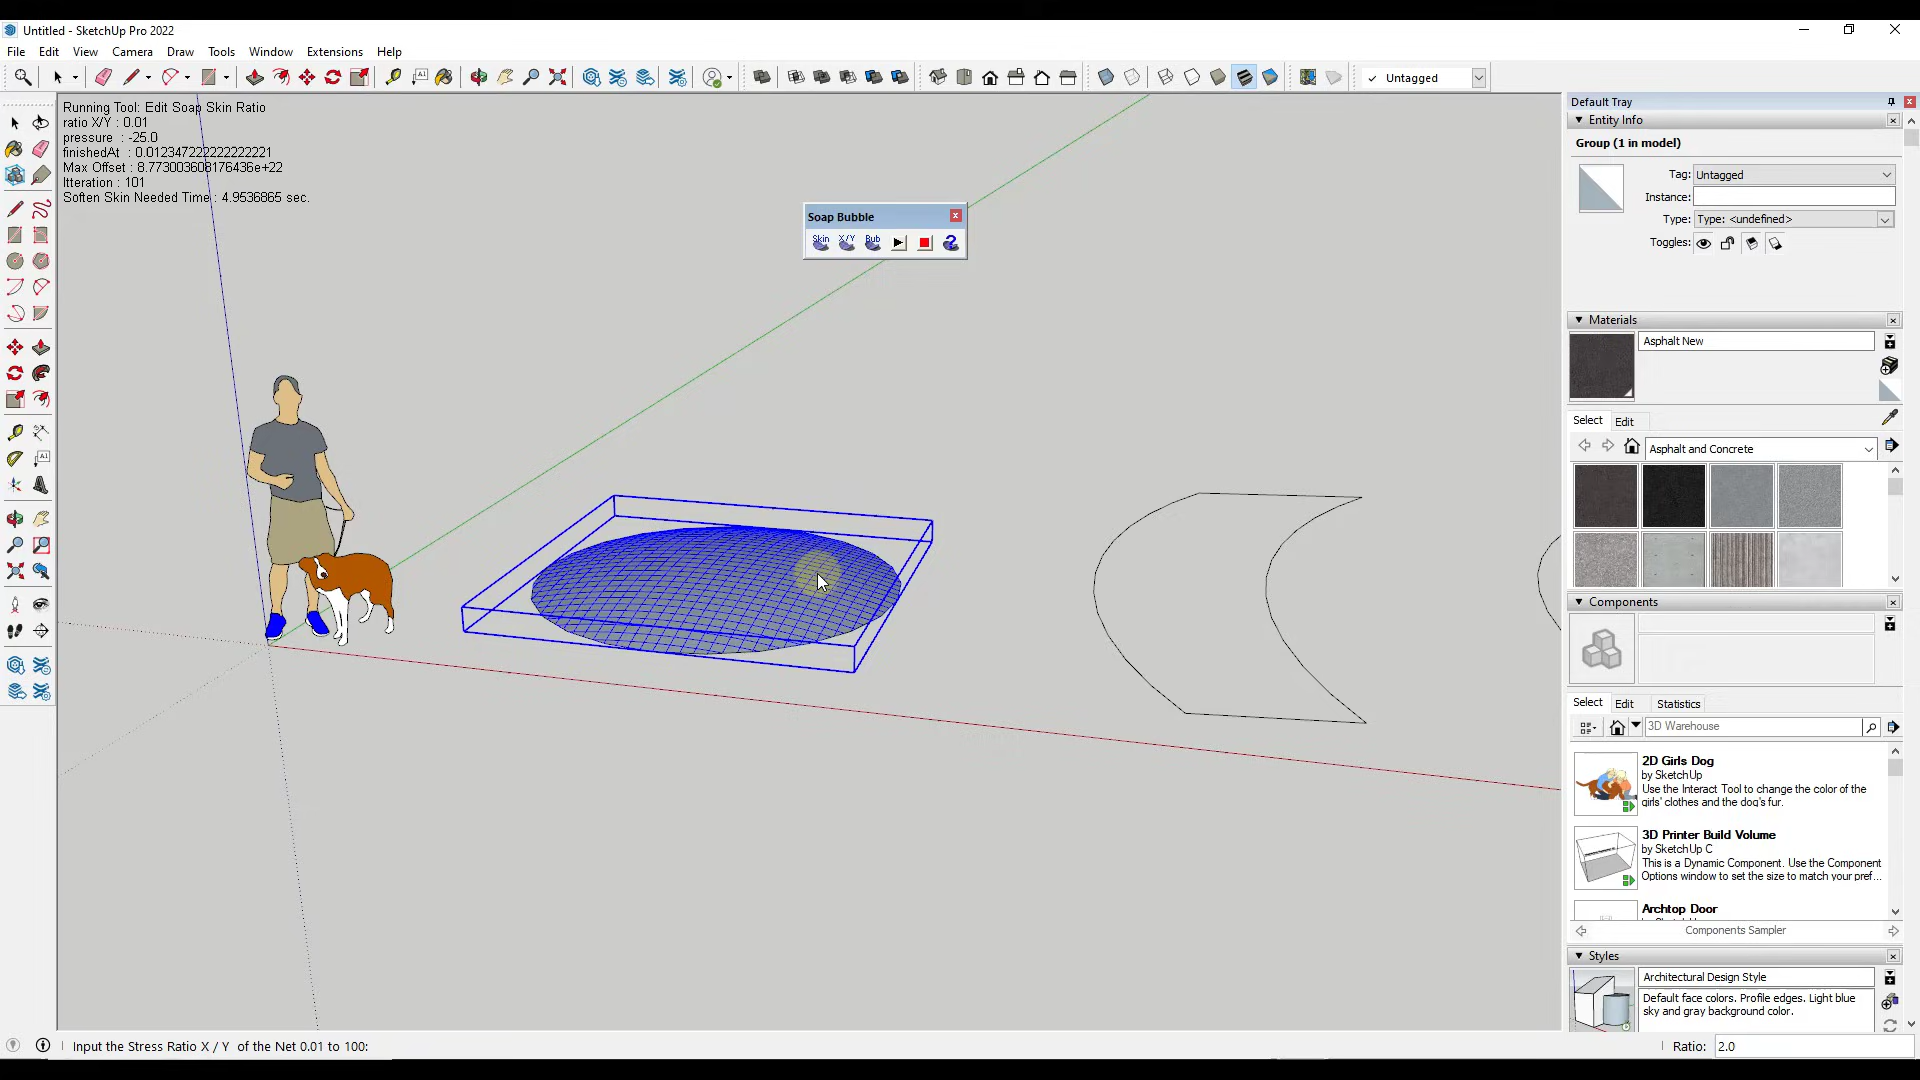 Untitled - SketchUp Pro 2022
File Edit View Camera Draw Tools Window Extensions Help
Untagged
Running Tool: Edit Soap Skin Ratio
ratio X/Y : 0.01
pressure : -25.0
finishedAt : 0.012347222222222221
Max Offset : 8.773003608176436e+22
Itteration : 101
Soften Skin Needed Time : 4.9536865 sec.
Soap Bubble
Skin X/Y Bub
Default Tray
Entity Info
Group (1 in model)
Tag: Untagged
Instance:
Type: Type: <undefined>
Toggles:
Materials
Asphalt New
Select Edit
Asphalt and Concrete
Components
Select Edit Statistics
3D Warehouse
2D Girls Dog
by SketchUp
Use the Interact Tool to change the color of the
girls' clothes and the dog's fur.
3D Printer Build Volume
by SketchUp C
This is a Dynamic Component. Use the Component
Options window to set the size to match your pref...
Archtop Door
Components Sampler
Styles
Architectural Design Style
Default face colors. Profile edges. Light blue
sky and gray background color.
Input the Stress Ratio X / Y of the Net 0.01 to 100:
Ratio: 2.0